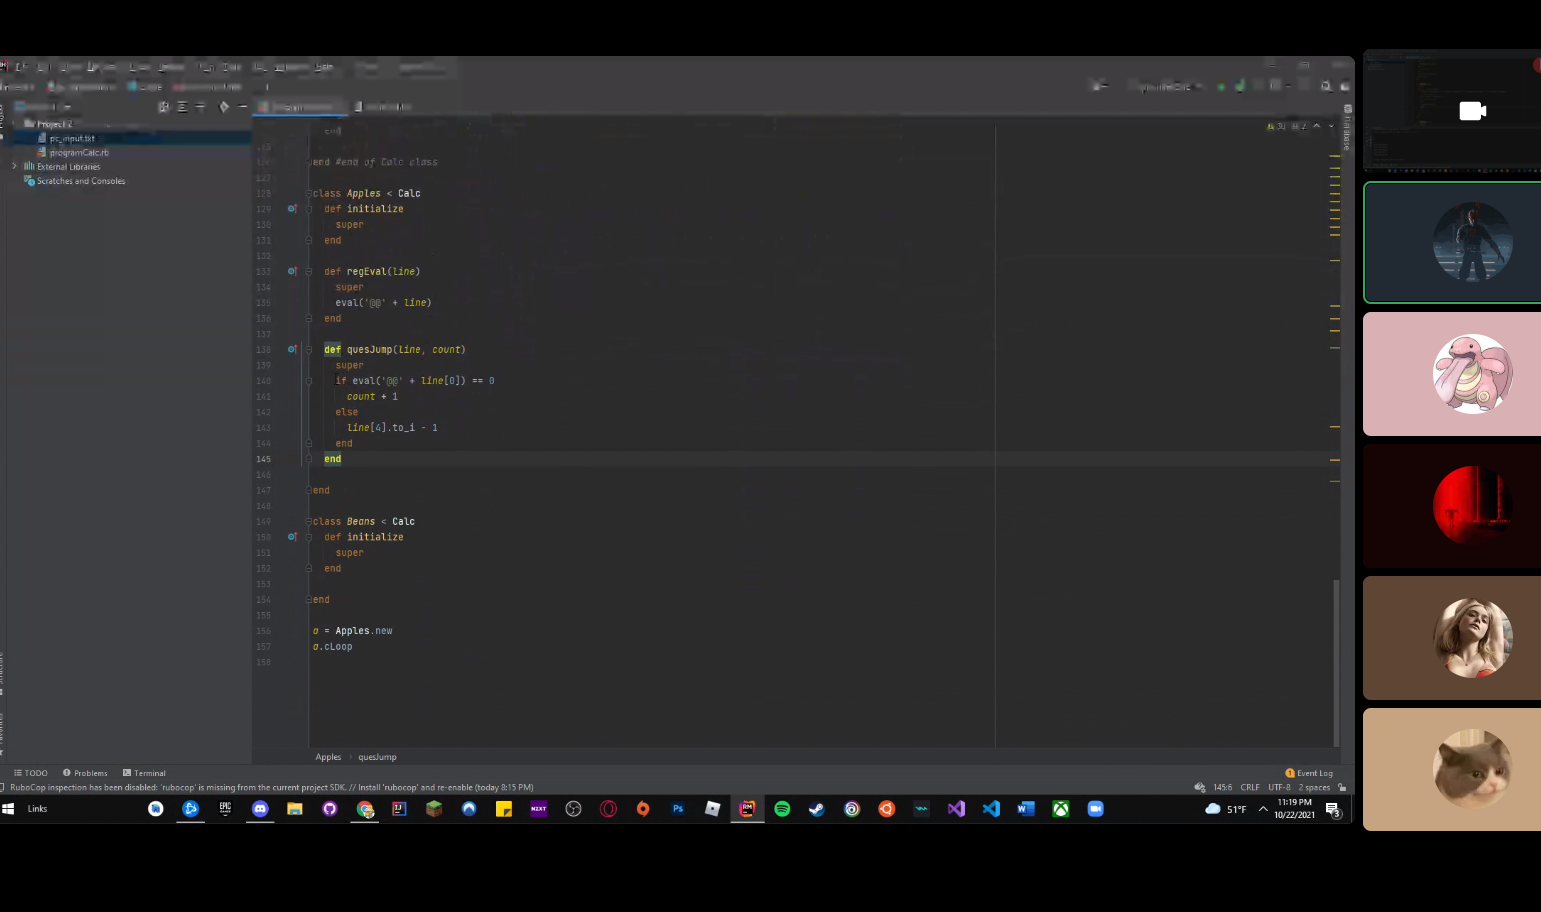 Project 2
pc_input.txt
programCalc.rb
External Libraries
Scratches and Consoles
end
126 end #end of Calc class
127
128 class Apples < Calc
129 def initialize
130 super
131 end
132
133 def regEval(line)
134 super
135 eval('@@' + line)
136 end
137
138 def quesJump(line, count)
139 super
140 if eval('@@' + line[0]) == 0
141 count + 1
142 else
143 line[4].to_i - 1
144 end
145 end
146
147 end
148
149 class Beans < Calc
150 def initialize
151 super
152 end
153
154 end
155
156 a = Apples.new
157 a.cLoop
158
Apples › quesJump
TODO Problems Terminal
Event Log
RuboCop inspection has been disabled: 'rubocop' is missing from the current project SDK. // Install 'rubocop' and re-enable (today 8:15 PM)
145:6 CRLF UTF-8 2 spaces
Links
EPIC
IJ
NZXT
Ps
RM
W
51°F
11:19 PM
10/22/2021
3